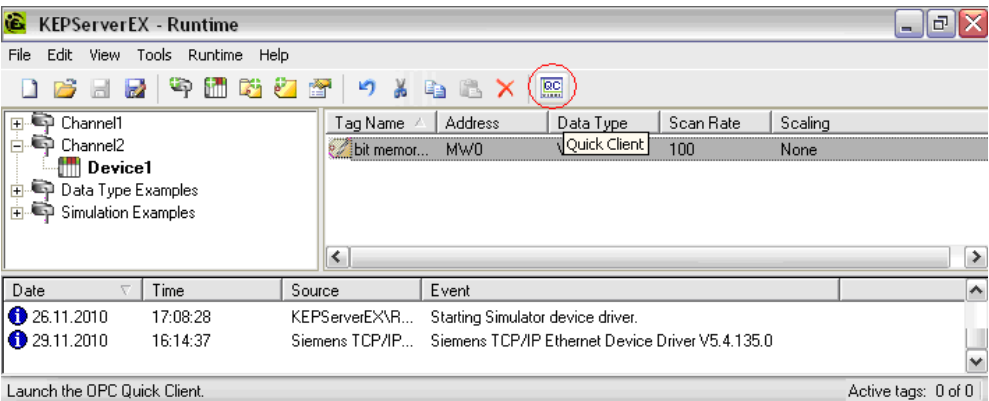 KEPServerEX - Runtime
File Edit View Tools Runtime Help
QC
Channel1
Channel2
Device1
Data Type Examples
Simulation Examples
Tag Name Address Data Type Scan Rate Scaling
bit memor... MW0 100 None
Quick Client
Date Time Source Event
26.11.2010 17:08:28 KEPServerEX\R... Starting Simulator device driver.
29.11.2010 16:14:37 Siemens TCP/IP... Siemens TCP/IP Ethernet Device Driver V5.4.135.0
Launch the OPC Quick Client. Active tags: 0 of 0